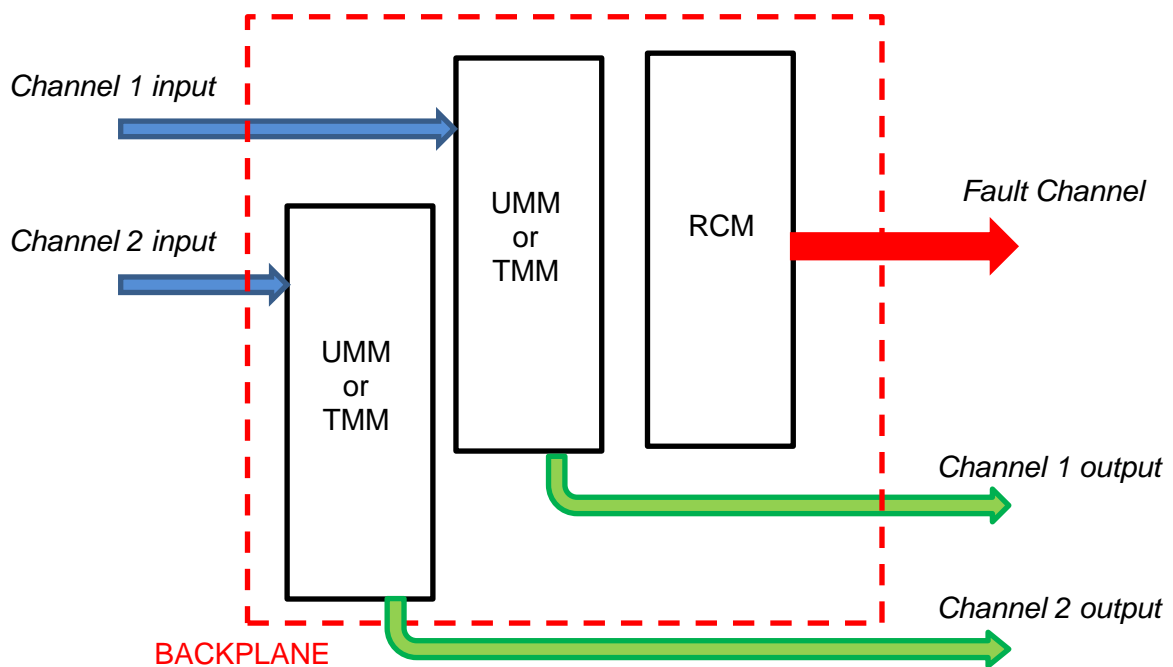 Channel 1 input
Channel 2 input
UMM
or
TMM
UMM
or
TMM
RCM
Fault Channel
Channel 1 output
Channel 2 output
BACKPLANE